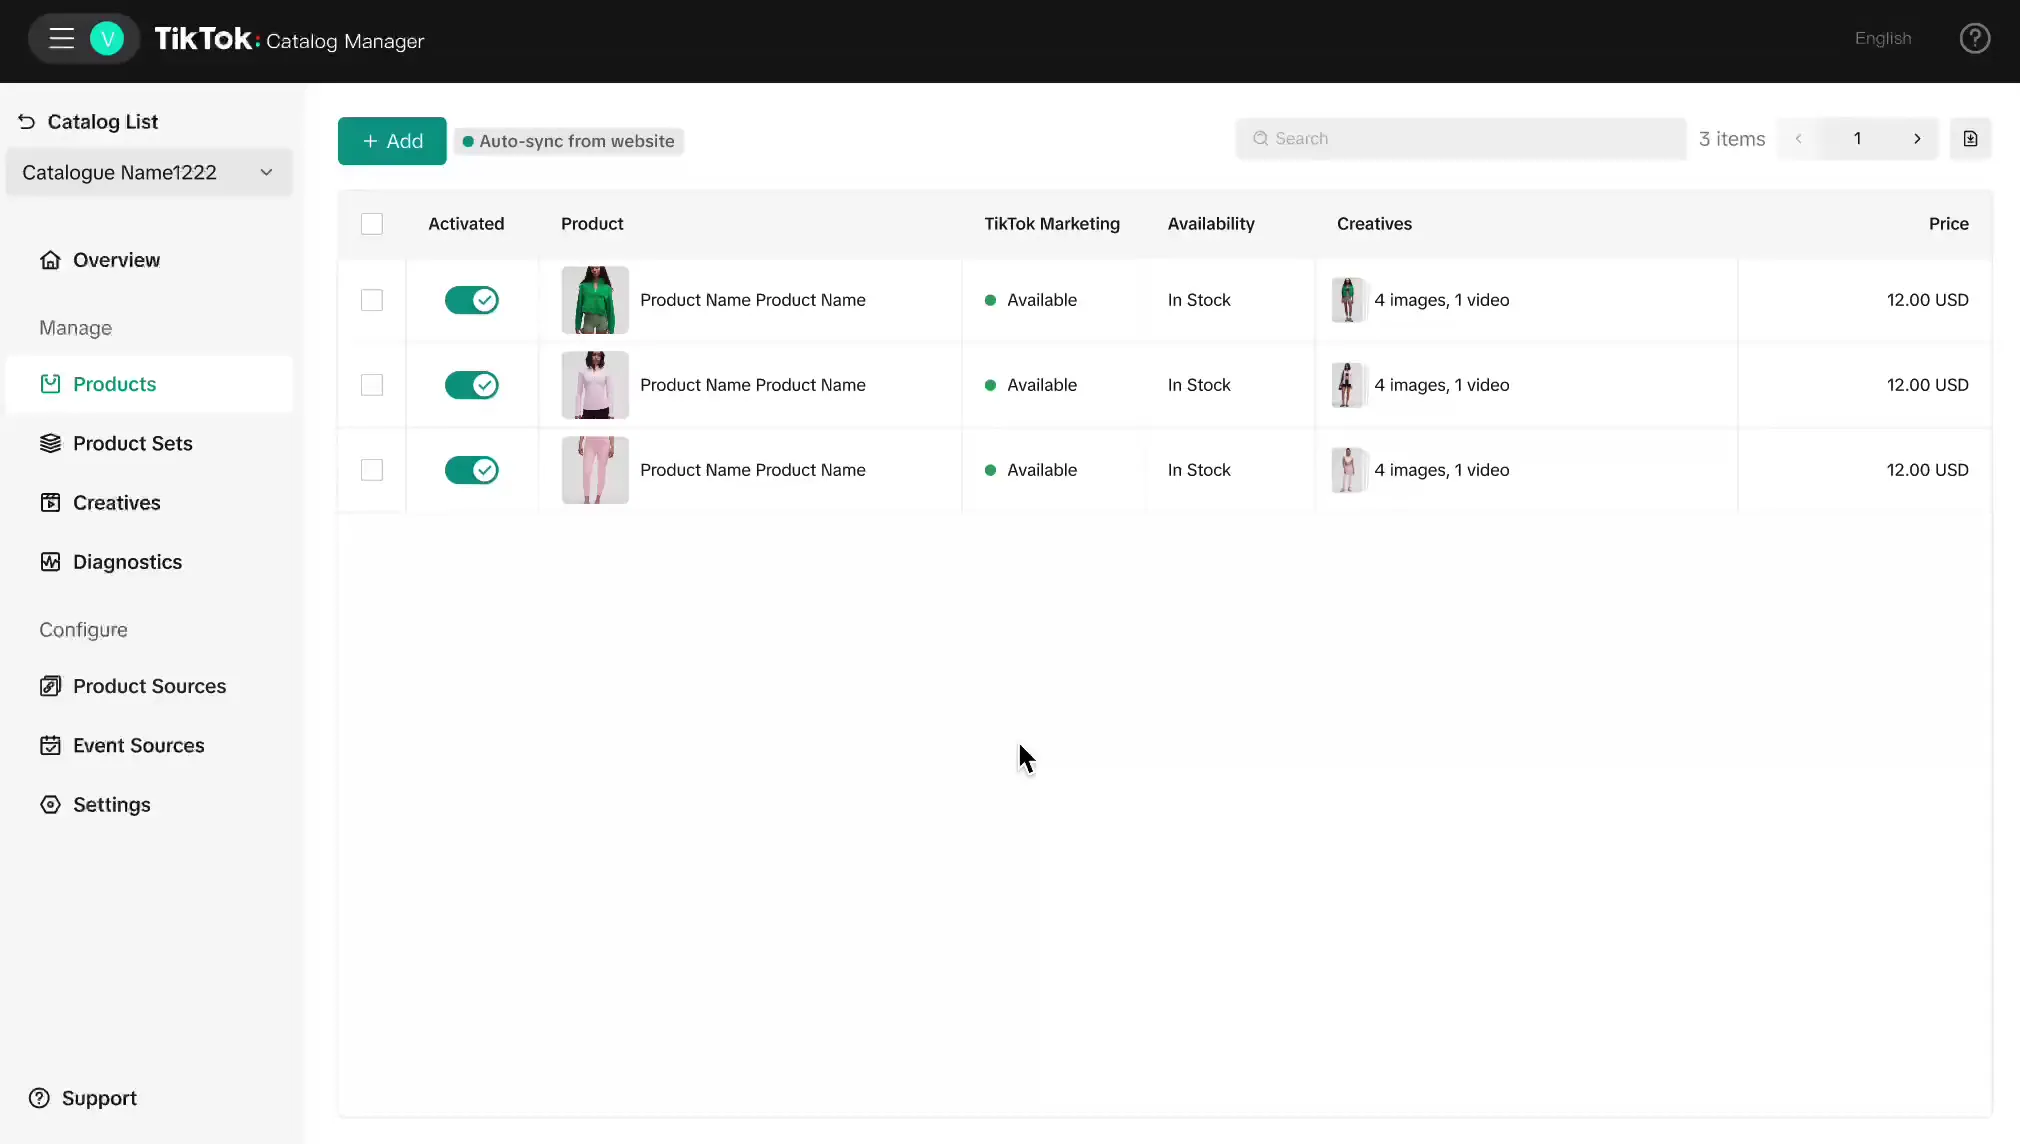 V TikTok: Catalog Manager English
Catalog List
Catalogue Name1222
Overview
Manage
Products
Product Sets
Creatives
Diagnostics
Configure
Product Sources
Event Sources
Settings
Support
+ Add Auto-sync from website Search 3 items 1
Activated Product TikTok Marketing Availability Creatives Price
Product Name Product Name Available In Stock 4 images, 1 video 12.00 USD
Product Name Product Name Available In Stock 4 images, 1 video 12.00 USD
Product Name Product Name Available In Stock 4 images, 1 video 12.00 USD